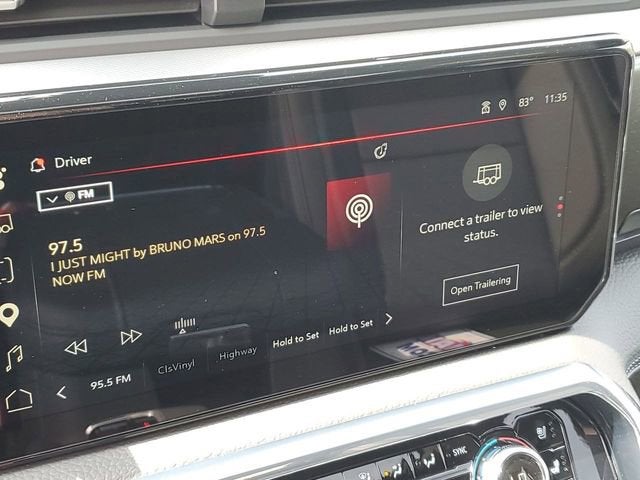 83° 11:35
Driver
FM
97.5
I JUST MIGHT by BRUNO MARS on 97.5
NOW FM
Connect a trailer to view
status.
Open Trailering
95.5 FM
ClsVinyl
Highway
Hold to Set
Hold to Set
SYNC